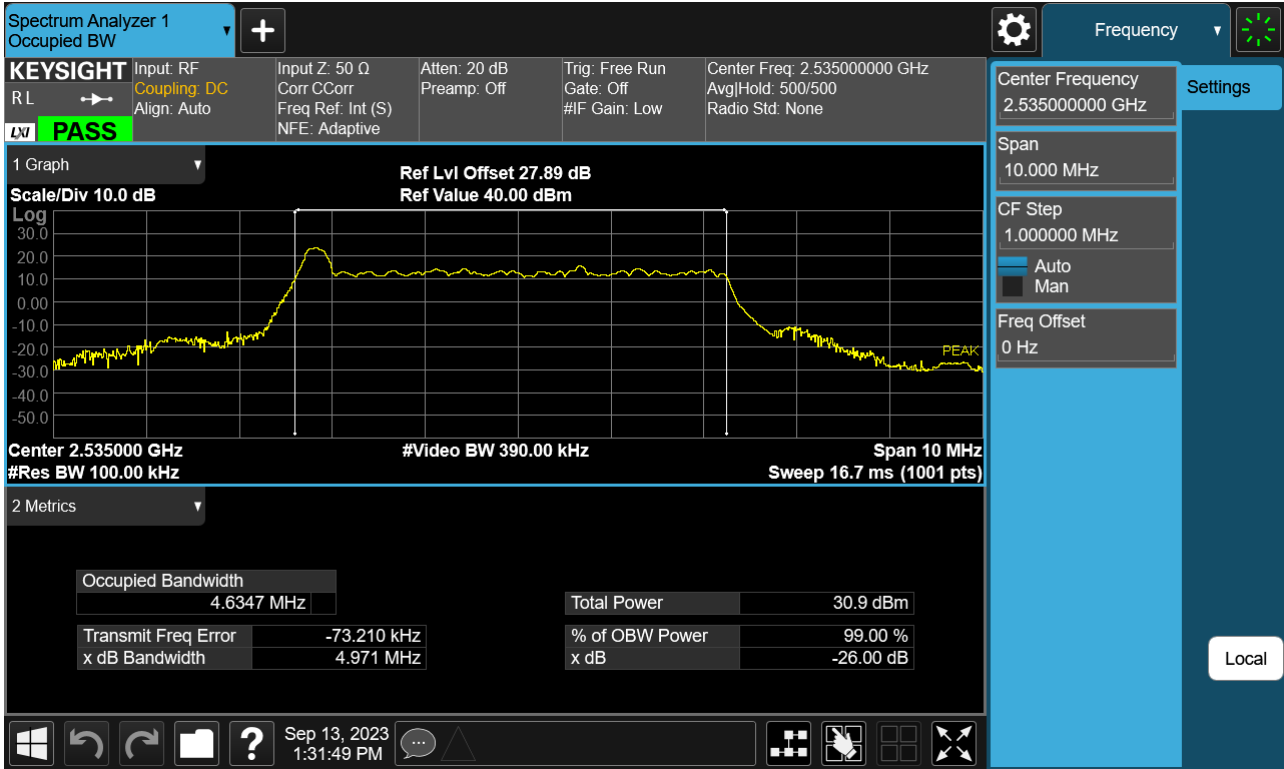 Spectrum Analyzer 1
Occupied BW
Frequency
KEYSIGHT
R L
LXI
PASS
Input: RF
Coupling: DC
Align: Auto
Input Z: 50 Ω
Corr CCorr
Freq Ref: Int (S)
NFE: Adaptive
Atten: 20 dB
Preamp: Off
Trig: Free Run
Gate: Off
#IF Gain: Low
Center Freq: 2.535000000 GHz
Avg|Hold: 500/500
Radio Std: None
Center Frequency
2.535000000 GHz
Settings
Span
10.000 MHz
CF Step
1.000000 MHz
Auto
Man
Freq Offset
0 Hz
Local
1 Graph
Scale/Div 10.0 dB
Ref Lvl Offset 27.89 dB
Ref Value 40.00 dBm
Log
30.0
20.0
10.0
0.00
-10.0
-20.0
-30.0
-40.0
-50.0
PEAK
Center 2.535000 GHz
#Video BW 390.00 kHz
Span 10 MHz
#Res BW 100.00 kHz
Sweep 16.7 ms (1001 pts)
2 Metrics
Occupied Bandwidth
4.6347 MHz
Total Power 30.9 dBm
Transmit Freq Error -73.210 kHz
% of OBW Power 99.00 %
x dB Bandwidth 4.971 MHz
x dB -26.00 dB
?
Sep 13, 2023
1:31:49 PM